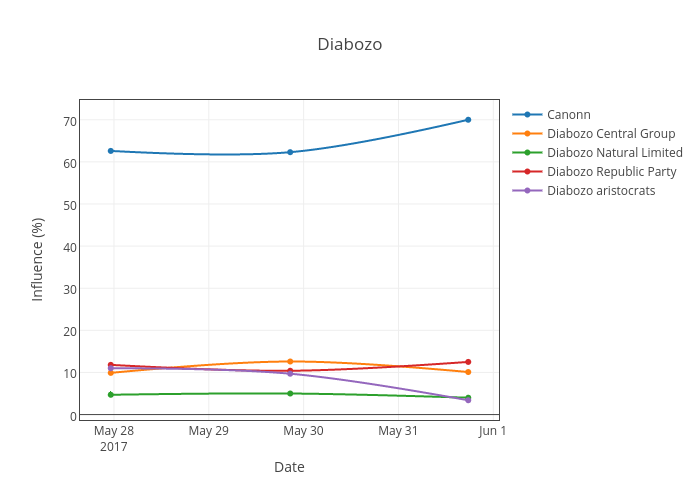 Diabozo
Influence (%)
70
60
50
40
30
20
10
0
May 28
2017
May 29
May 30
May 31
Jun 1
Date
Canonn
Diabozo Central Group
Diabozo Natural Limited
Diabozo Republic Party
Diabozo aristocrats